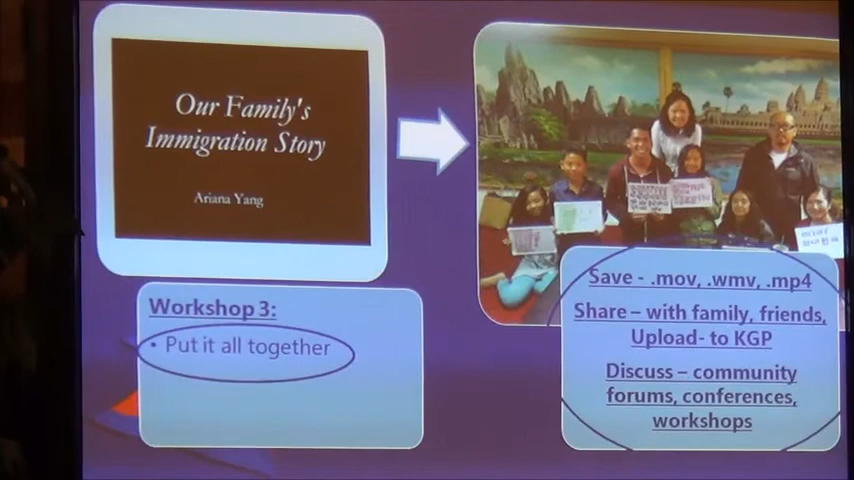 Our Family's
Immigration Story
Ariana Yang
Workshop 3:
• Put it all together
Save - .mov, .wmv, .mp4
Share – with family, friends,
Upload- to KGP
Discuss – community
forums, conferences,
workshops